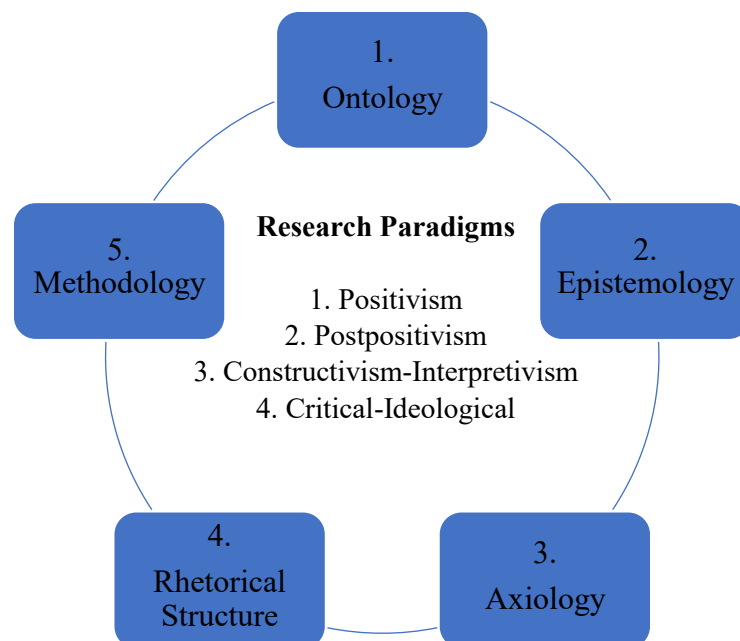 1.
Ontology
2.
Epistemology
3.
Axiology
4.
Rhetorical
Structure
5.
Methodology
Research Paradigms
1. Positivism
2. Postpositivism
3. Constructivism-Interpretivism
4. Critical-Ideological